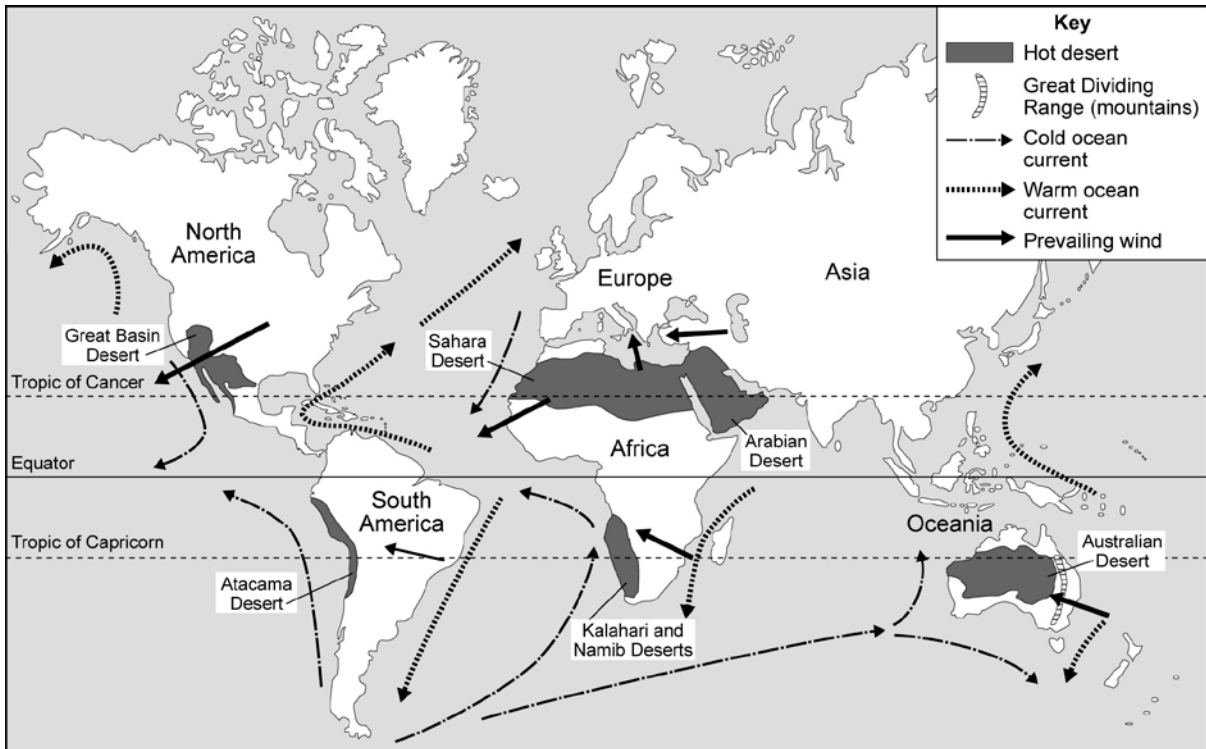 Key
Hot desert
Great Dividing
Range (mountains)
Cold ocean
current
Warm ocean
current
Prevailing wind
North
America
Europe
Asia
Great Basin
Desert
Sahara
Desert
Tropic of Cancer
Africa
Arabian
Desert
Equator
South
America
Oceania
Tropic of Capricorn
Australian
Desert
Atacama
Desert
Kalahari and
Namib Deserts